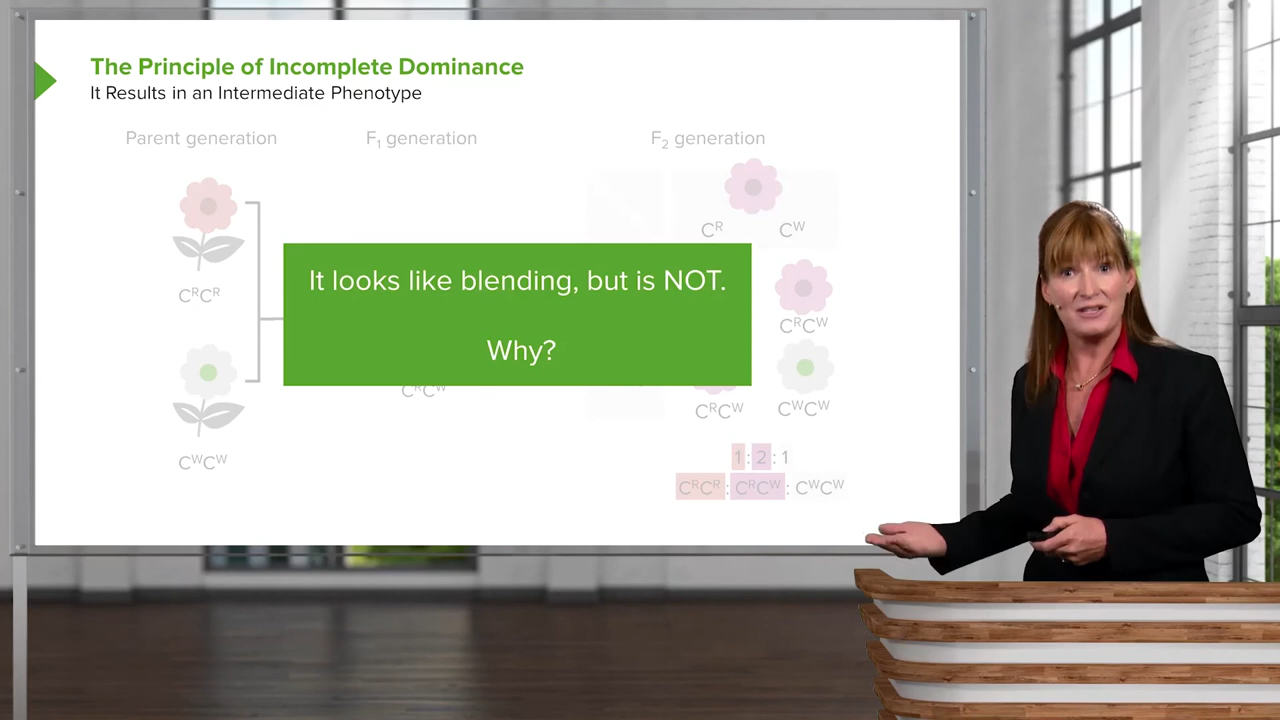 The Principle of Incomplete Dominance
It Results in an Intermediate Phenotype
Parent generation
F₁ generation
F₂ generation
Cᴿ Cᵂ
It looks like blending, but is NOT.
Why?
CᴿCᴿ
CᴿCᵂ
CᴿCᵂ
CᴿCᵂ CᵂCᵂ
CᵂCᵂ
1:2:1
CᴿCᴿ:CᴿCᵂ:CᵂCᵂ